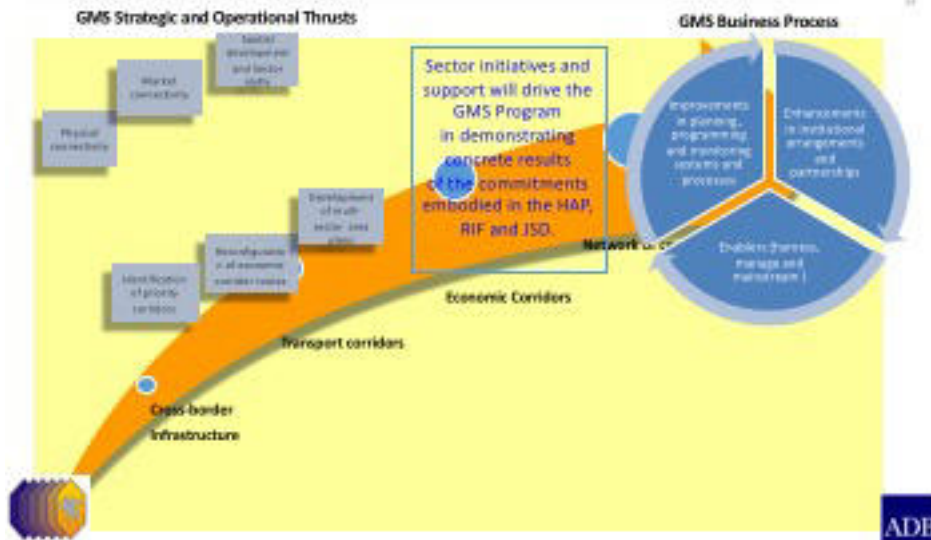 GMS Strategic and Operational Thrusts
GMS Business Process
Physical
connectivity
Market
connectivity
development
and Sector
Sector initiatives and
support will drive the
GMS Program
in demonstrating
concrete results
of the commitments
embodied in the HAP,
RIF and JSD.
Improvements
in planning,
programming
and monitoring
systems and
processes
Enhancements
in institutional
arrangements
and
partnerships
Enablers (harness,
manage and
mainstream )
Identification
of priority
corridors
of economic
corridor routes
Development
of multi-
sector area
plans
Network of
Economic Corridors
Transport corridors
Cross-border
Infrastructure
ADB